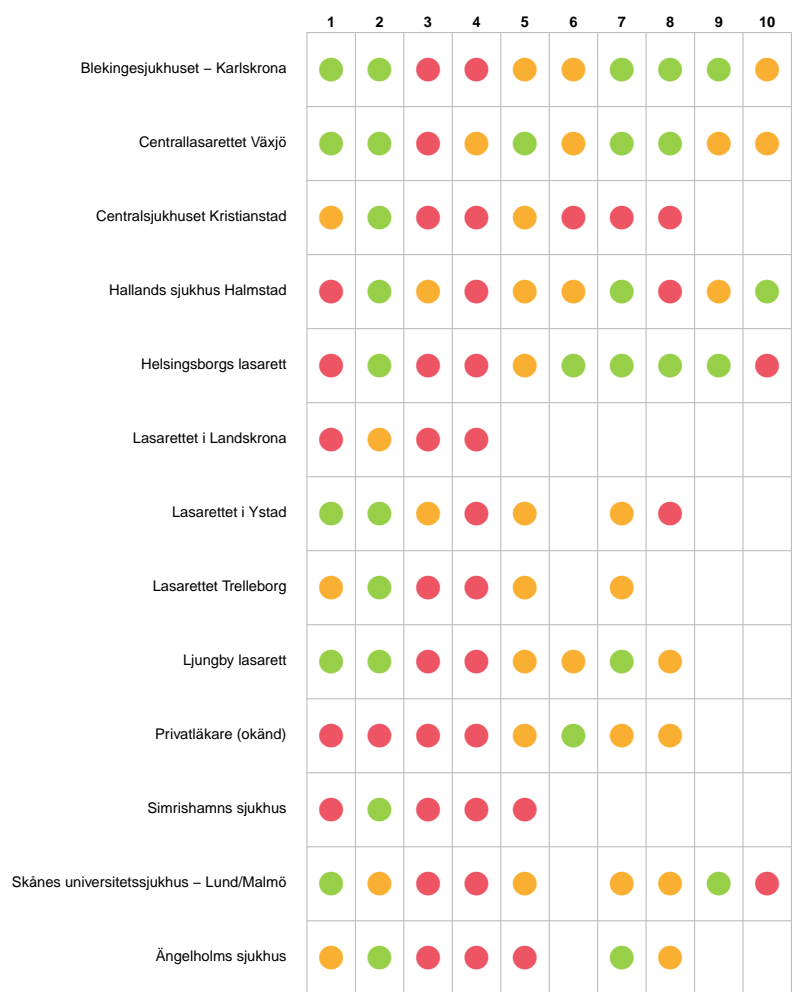 1 2 3 4 5 6 7 8 9 10
Blekingesjukhuset – Karlskrona
Centrallasarettet Växjö
Centralsjukhuset Kristianstad
Hallands sjukhus Halmstad
Helsingsborgs lasarett
Lasarettet i Landskrona
Lasarettet i Ystad
Lasarettet Trelleborg
Ljungby lasarett
Privatläkare (okänd)
Simrishamns sjukhus
Skånes universitetssjukhus – Lund/Malmö
Ängelholms sjukhus